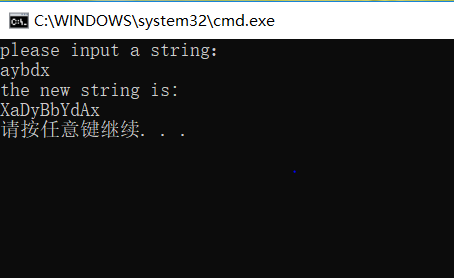 C:\WINDOWS\system32\cmd.exe
please input a string:
aybdx
the new string is:
XaDyBbYdAx
请按任意键继续. . .